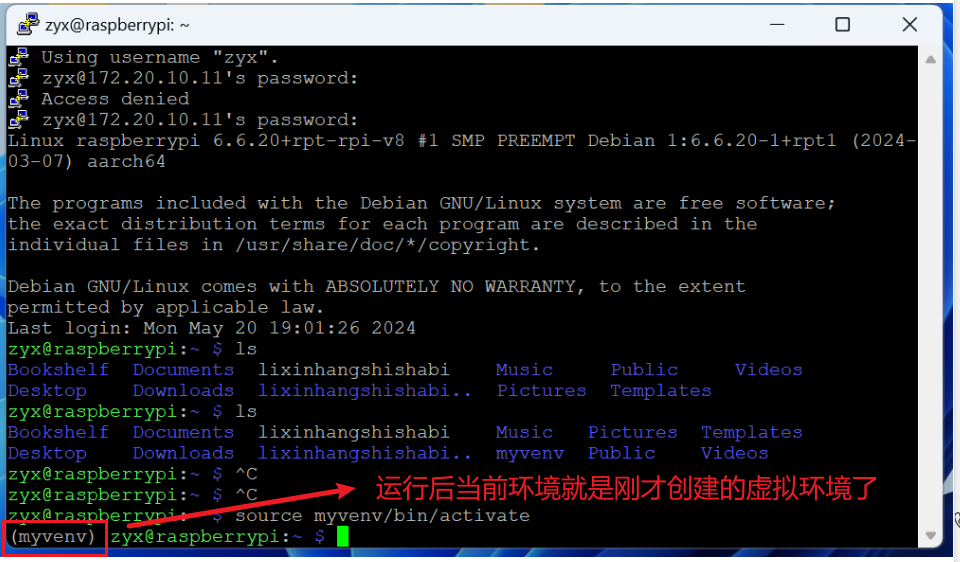 zyx@raspberrypi: ~
Using username "zyx".
zyx@172.20.10.11's password:
Access denied
zyx@172.20.10.11's password:
Linux raspberrypi 6.6.20+rpt-rpi-v8 #1 SMP PREEMPT Debian 1:6.6.20-1+rpt1 (2024-
03-07) aarch64
The programs included with the Debian GNU/Linux system are free software;
the exact distribution terms for each program are described in the
individual files in /usr/share/doc/*/copyright.
Debian GNU/Linux comes with ABSOLUTELY NO WARRANTY, to the extent
permitted by applicable law.
Last login: Mon May 20 19:01:26 2024
zyx@raspberrypi:~ $ ls
Bookshelf Documents lixinhangshishabi Music Public Videos
Desktop Downloads lixinhangshishabi.. Pictures Templates
zyx@raspberrypi:~ $ ls
Bookshelf Documents lixinhangshishabi Music Pictures Templates
Desktop Downloads lixinhangshishabi.. myvenv Public Videos
zyx@raspberrypi:~ $ ^C
zyx@raspberrypi:~ $ ^C
运行后当前环境就是刚才创建的虚拟环境了
zyx@raspberrypi:~ $ source myvenv/bin/activate
(myvenv) zyx@raspberrypi:~ $